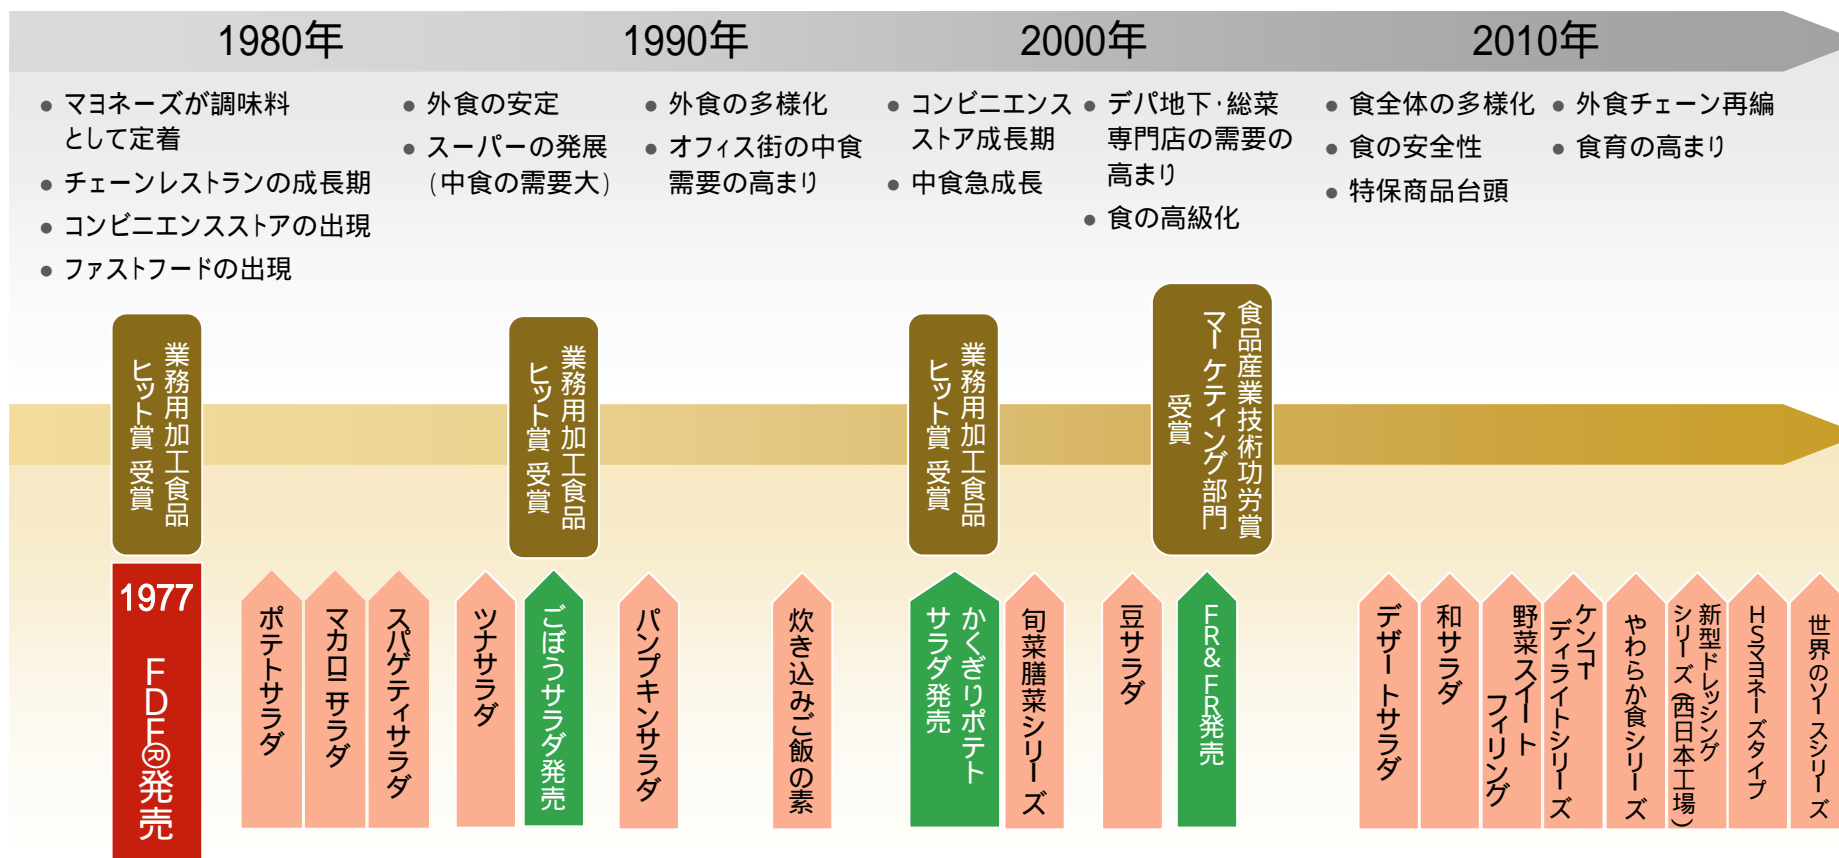 1980年
1990年
2000年
2010年
● マヨネーズが調味料
として定着
● チェーンレストランの成長期
● コンビニエンスストアの出現
● ファストフードの出現
● 外食の安定
● スーパーの発展
(中食の需要大)
● 外食の多様化
● オフィス街の中食
需要の高まり
● コンビニエンス
ストア成長期
● 中食急成長
● デパ地下・総菜
専門店の需要の
高まり
● 食の高級化
● 食全体の多様化
● 食の安全性
● 特保商品台頭
● 外食チェーン再編
● 食育の高まり
業務用加工食品
ヒット賞 受賞
業務用加工食品
ヒット賞 受賞
業務用加工食品
ヒット賞 受賞
食品産業技術功労賞
マーケティング部門
受賞
1977
FDF®発売
ポテトサラダ
マカロニサラダ
スパゲティサラダ
ツナサラダ
ごぼうサラダ発売
パンプキンサラダ
炊き込みご飯の素
かくぎりポテト
サラダ発売
旬菜膳菜シリーズ
豆サラダ
FR&FR発売
デザートサラダ
和サラダ
野菜スイート
フィリング
ケンコー
ディライトシリーズ
やわらか食シリーズ
新型ドレッシング
シリーズ(西日本工場)
HSマヨネーズタイプ
世界のソースシリーズ